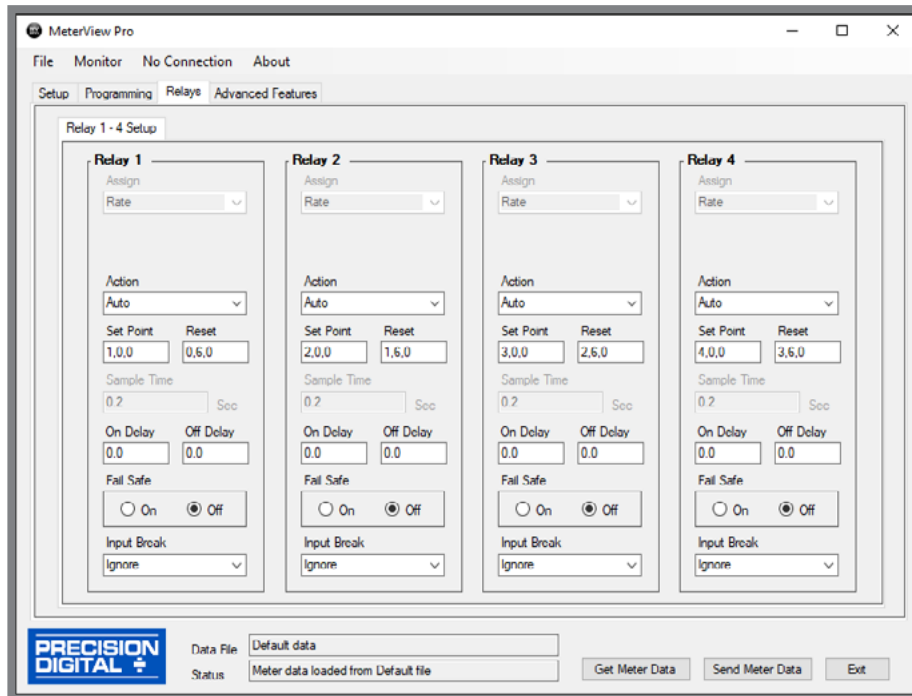 MeterView Pro
File Monitor No Connection About
Setup Programming Relays Advanced Features
Relay 1 - 4 Setup
Relay 1 Relay 2 Relay 3 Relay 4
Assign Assign Assign Assign
Rate Rate Rate Rate
Action Action Action Action
Auto Auto Auto Auto
Set Point Reset Set Point Reset Set Point Reset Set Point Reset
1,0,0 0,6,0 2,0,0 1,6,0 3,0,0 2,6,0 4,0,0 3,6,0
Sample Time Sample Time Sample Time Sample Time
0.2 Sec 0.2 Sec 0.2 Sec 0.2 Sec
On Delay Off Delay On Delay Off Delay On Delay Off Delay On Delay Off Delay
0.0 0.0 0.0 0.0 0.0 0.0 0.0 0.0
Fail Safe Fail Safe Fail Safe Fail Safe
On Off On Off On Off On Off
Input Break Input Break Input Break Input Break
Ignore Ignore Ignore Ignore
PRECISION
DIGITAL
Data File Default data
Status Meter data loaded from Default file
Get Meter Data Send Meter Data Exit